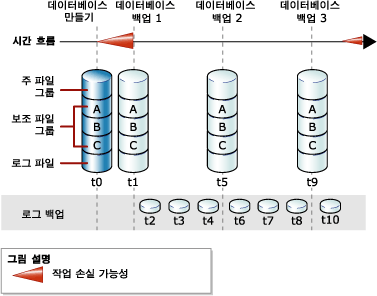 데이터베이스 만들기
데이터베이스 백업 1
데이터베이스 백업 2
데이터베이스 백업 3
시간 흐름
주 파일 그룹
보조 파일 그룹
로그 파일
A
B
C
A
B
C
A
B
C
A
B
C
t0
t1
t5
t9
로그 백업
t2
t3
t4
t6
t7
t8
t10
그림 설명
작업 손실 가능성